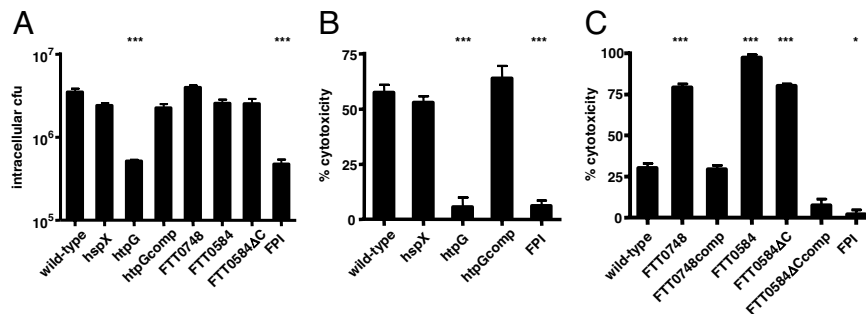 A
B
C
***
***
intracellular cfu
10^7
10^6
10^5
wild-type
hspX
htpG
htpGcomp
FTT0748
FTT0584
FTT0584ΔC
FPI
***
***
% cytotoxicity
75
50
25
0
wild-type
hspX
htpG
htpGcomp
FPI
***
***
***
*
% cytotoxicity
100
75
50
25
0
wild-type
FTT0748
FTT0748comp
FTT0584
FTT0584ΔC
FTT0584ΔCcomp
FPI